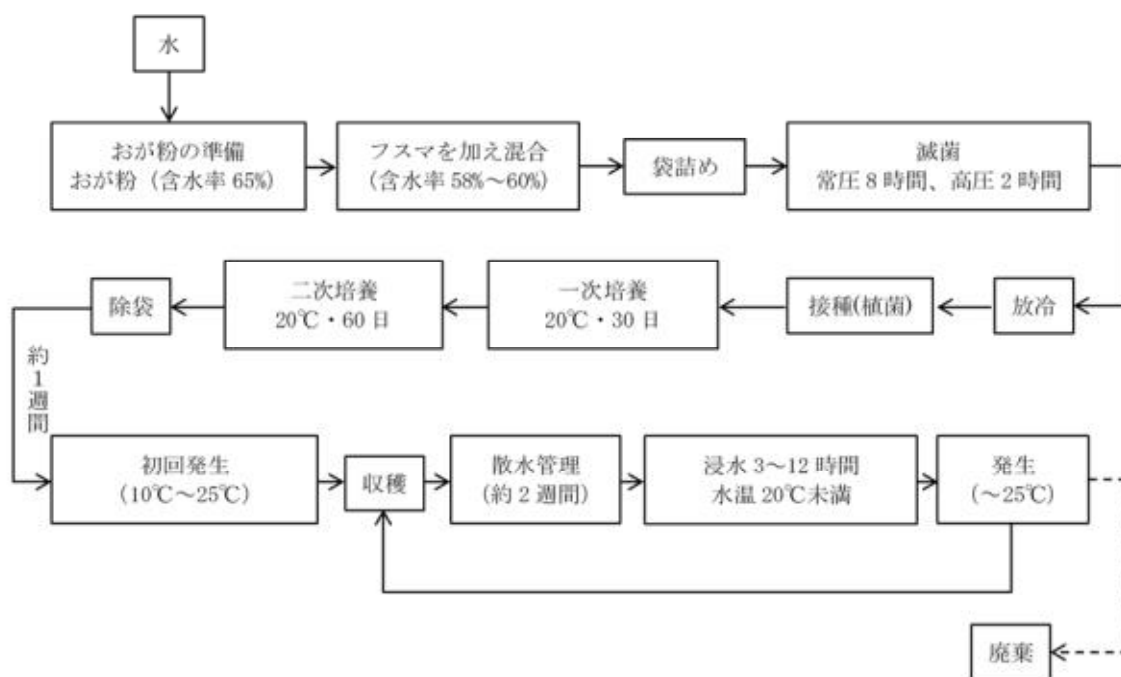 水
おが粉の準備
おが粉（含水率 65%）
フスマを加え混合
（含水率 58%～60%）
袋詰め
滅菌
常圧 8 時間、高圧 2 時間
放冷
接種(植菌)
一次培養
20℃・30 日
二次培養
20℃・60 日
除袋
約1週間
初回発生
（10℃～25℃）
収穫
散水管理
（約 2 週間）
浸水 3～12 時間
水温 20℃未満
発生
（～25℃）
廃棄